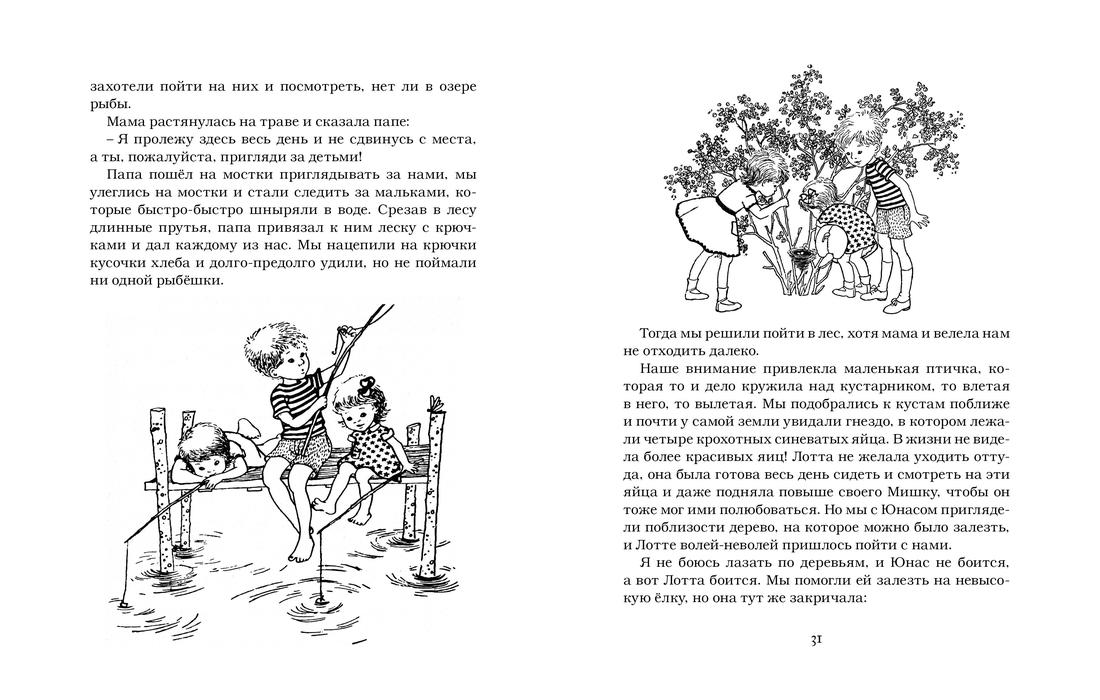 захотели пойти на них и посмотреть, нет ли в озере
рыбы.
Мама растянулась на траве и сказала папе:
– Я пролежу здесь весь день и не сдвинусь с места,
а ты, пожалуйста, пригляди за детьми!
Папа пошёл на мостки приглядывать за нами, мы
улеглись на мостки и стали следить за мальками, ко-
торые быстро-быстро шныряли в воде. Срезав в лесу
длинные прутья, папа привязал к ним леску с крюч-
ками и дал каждому из нас. Мы нацепили на крючки
кусочки хлеба и долго-предолго удили, но не поймали
ни одной рыбёшки.
Тогда мы решили пойти в лес, хотя мама и велела нам
не отходить далеко.
Наше внимание привлекла маленькая птичка, ко-
торая то и дело кружила над кустарником, то влетая
в него, то вылетая. Мы подобрались к кустам поближе
и почти у самой земли увидали гнездо, в котором лежа-
ли четыре крохотных синеватых яйца. В жизни не виде-
ла более красивых яиц! Лотта не желала уходить отту-
да, она была готова весь день сидеть и смотреть на эти
яйца и даже подняла повыше своего Мишку, чтобы он
тоже мог ими полюбоваться. Но мы с Юнасом пригляде-
ли поблизости дерево, на которое можно было залезть,
и Лотте волей-неволей пришлось пойти с нами.
Я не боюсь лазать по деревьям, и Юнас не боится,
а вот Лотта боится. Мы помогли ей залезть на невысо-
кую ёлку, но она тут же закричала:
31